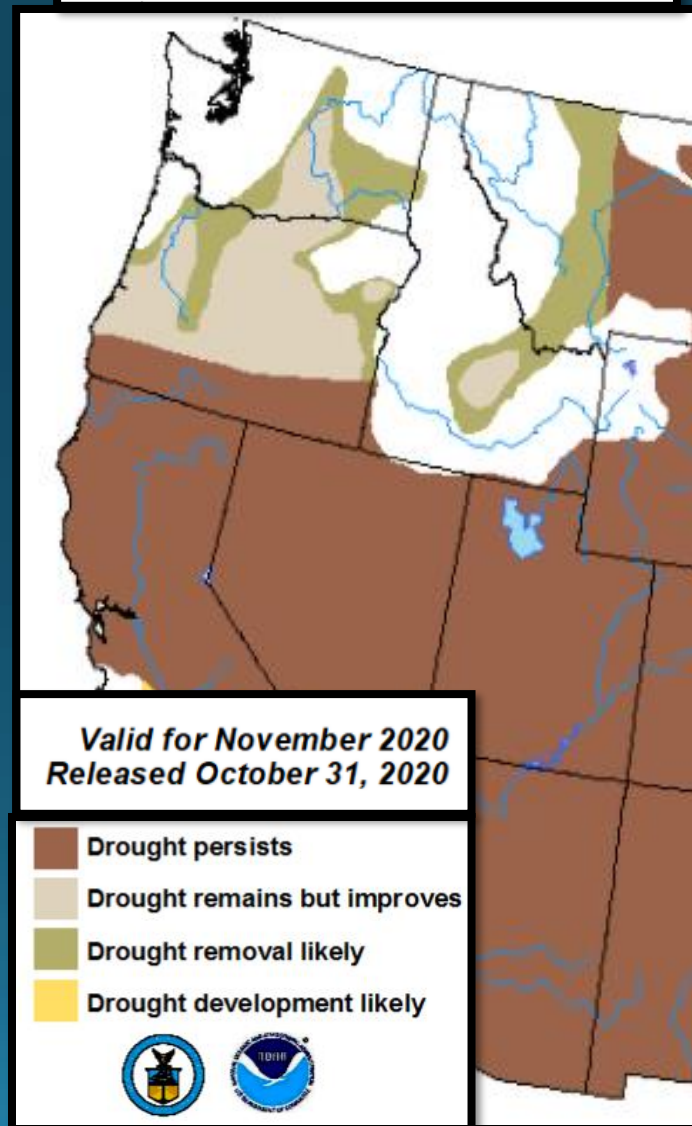 Valid for November 2020
Released October 31, 2020
Drought persists
Drought remains but improves
Drought removal likely
Drought development likely